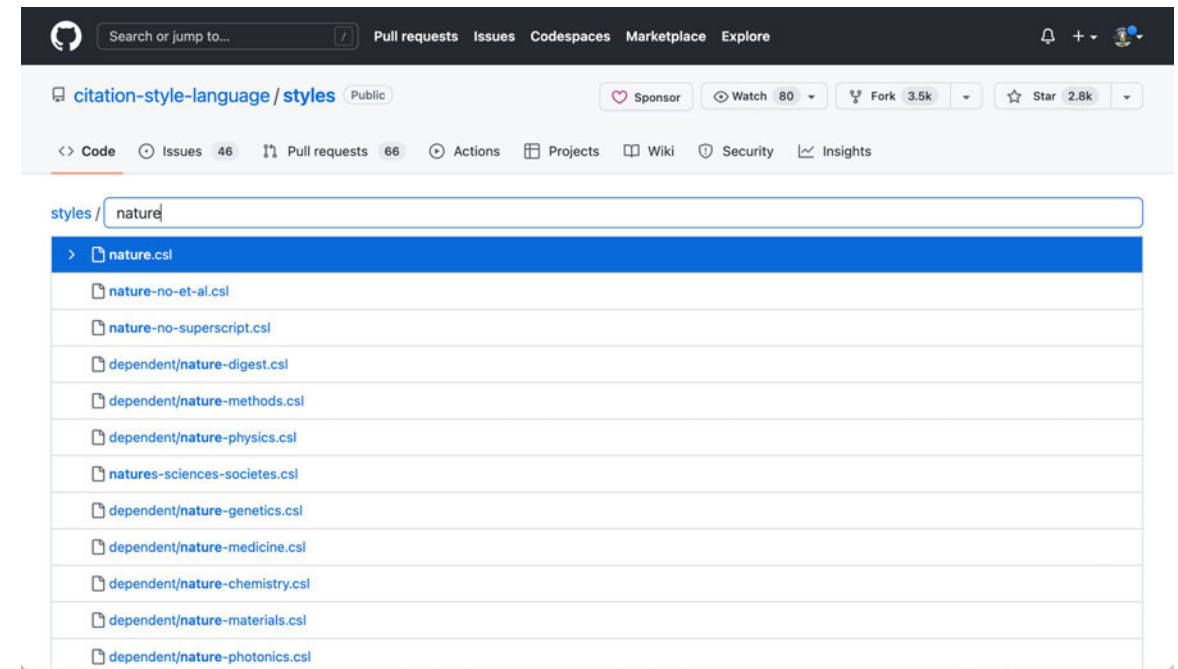 Search or jump to... / Pull requests Issues Codespaces Marketplace Explore
citation-style-language / styles Public Sponsor Watch 80 Fork 3.5k Star 2.8k
<> Code Issues 46 Pull requests 66 Actions Projects Wiki Security Insights
styles / nature
nature.csl
nature-no-et-al.csl
nature-no-superscript.csl
dependent/nature-digest.csl
dependent/nature-methods.csl
dependent/nature-physics.csl
natures-sciences-societes.csl
dependent/nature-genetics.csl
dependent/nature-medicine.csl
dependent/nature-chemistry.csl
dependent/nature-materials.csl
dependent/nature-photonics.csl